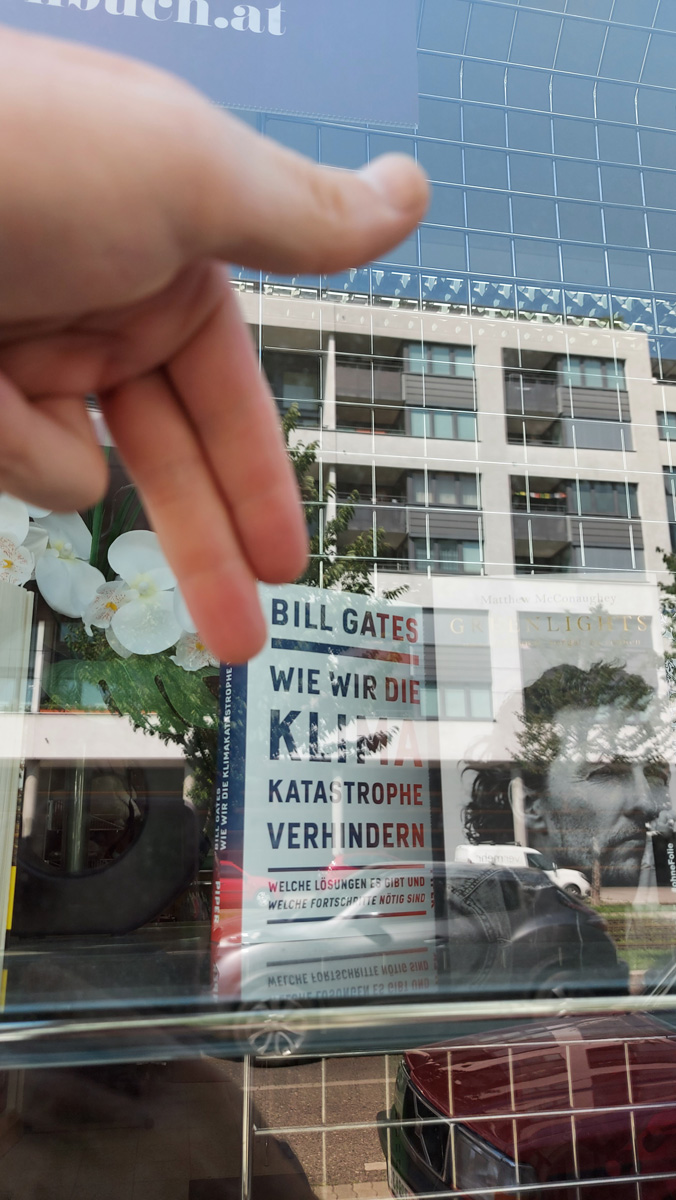 nbuch.at
BILL GATES
WIE WIR DIE
KLIMA
KATASTROPHE
VERHINDERN
WELCHE LÖSUNGEN ES GIBT UND
WELCHE FORTSCHRITTE NÖTIG SIND
BILL GATES
WIE WIR DIE KLIMAKATASTROPHE
PIPER
Matthew McConaughey
GREENLIGHTS
ohneFolie